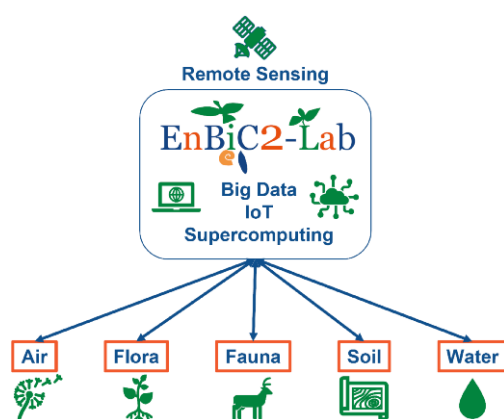 Remote Sensing
EnBiC2-Lab
Big Data
IoT
Supercomputing
Air Flora Fauna Soil Water